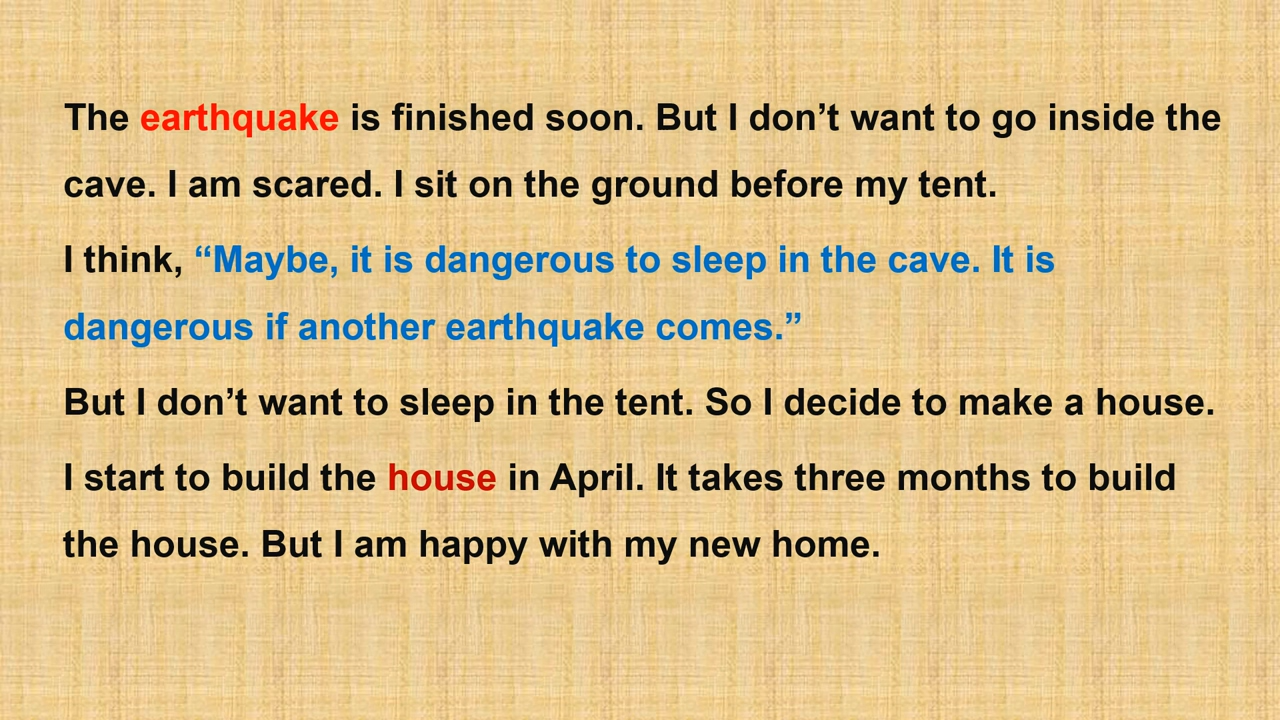 The earthquake is finished soon. But I don’t want to go inside the
cave. I am scared. I sit on the ground before my tent.
I think, “Maybe, it is dangerous to sleep in the cave. It is
dangerous if another earthquake comes.”
But I don’t want to sleep in the tent. So I decide to make a house.
I start to build the house in April. It takes three months to build
the house. But I am happy with my new home.